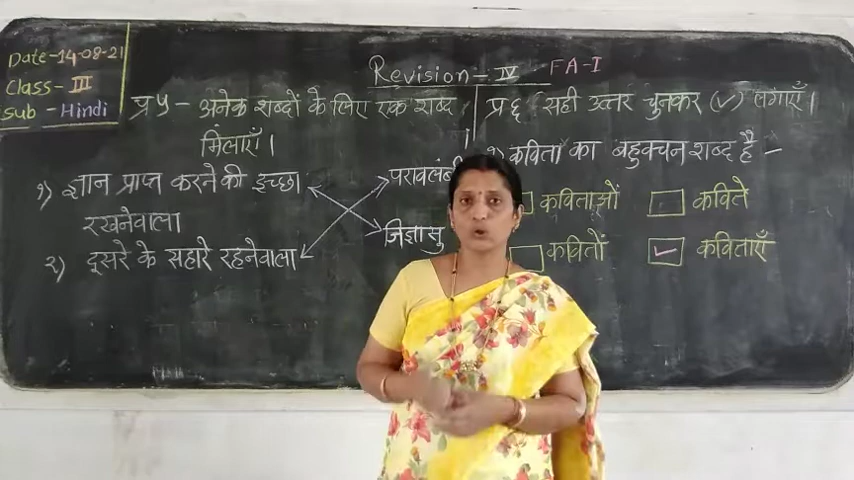 Date-14-08-21
Class-III
Sub-Hindi
Revision-IV FA-I
प्र५- अनेक शब्दों के लिए एक शब्द
मिलाएँ।
१) ज्ञान प्राप्त करने की इच्छा
रखनेवाला
२) दूसरे के सहारे रहनेवाला
परावलंबी
जिज्ञासु
प्र६ सही उत्तर चुनकर (✓) लगाएँ।
१) कविता का बहुवचन शब्द है -
कविताओं
कविते
कवितों
✓ कविताएँ